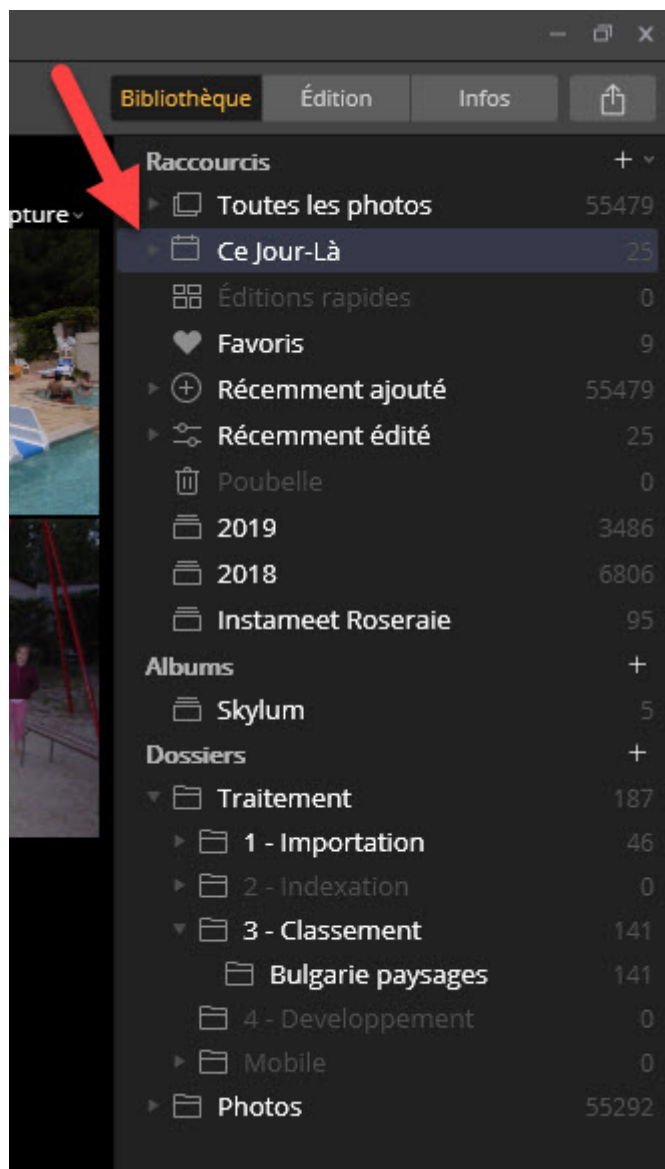 Bibliothèque Édition Infos
Raccourcis
pture
Toutes les photos 55479
Ce Jour-Là 25
Éditions rapides 0
Favoris 9
Récemment ajouté 55479
Récemment édité 25
Poubelle 0
2019 3486
2018 6806
Instameet Roseraie 95
Albums
Skylum 5
Dossiers
Traitement 187
1 - Importation 46
2 - Indexation 0
3 - Classement 141
Bulgarie paysages 141
4 - Developpement 0
Mobile 0
Photos 55292